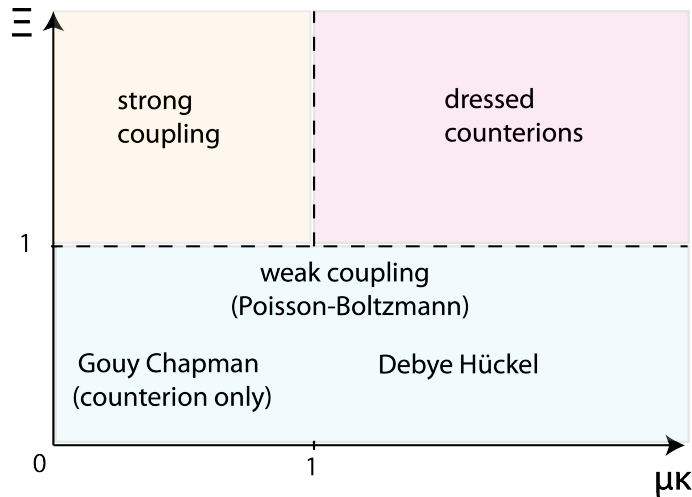 Ξ
strong
coupling
dressed
counterions
1
weak coupling
(Poisson-Boltzmann)
Gouy Chapman
(counterion only)
Debye Hückel
0
1
μκ